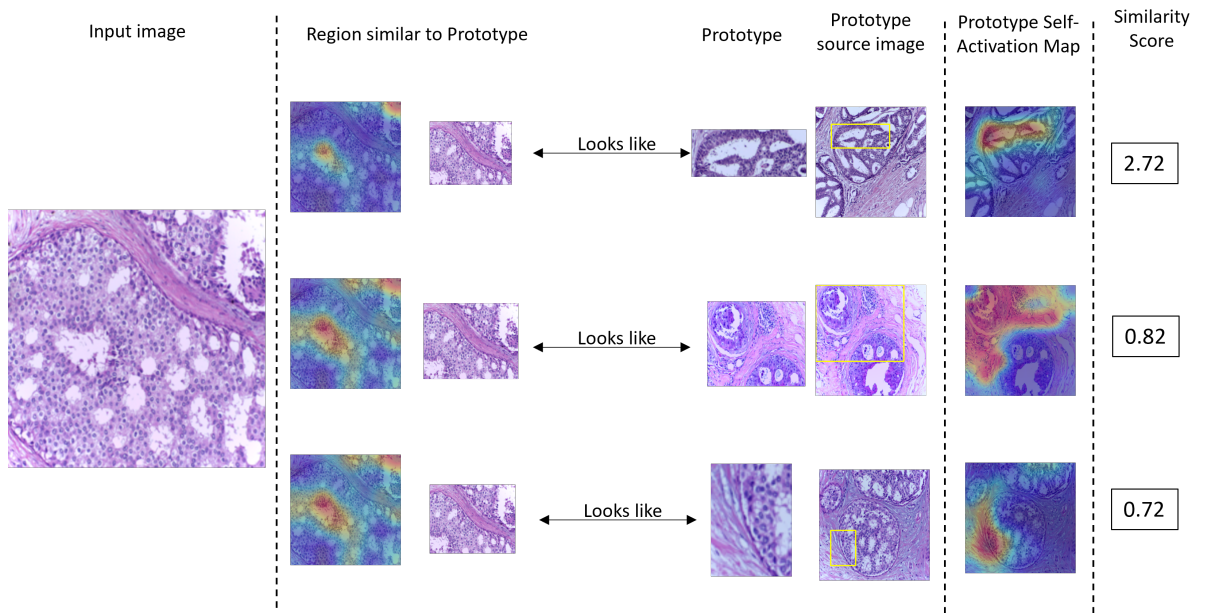 Input image
Region similar to Prototype
Prototype
Prototype
source image
Prototype Self-
Activation Map
Similarity
Score
Looks like
2.72
Looks like
0.82
Looks like
0.72